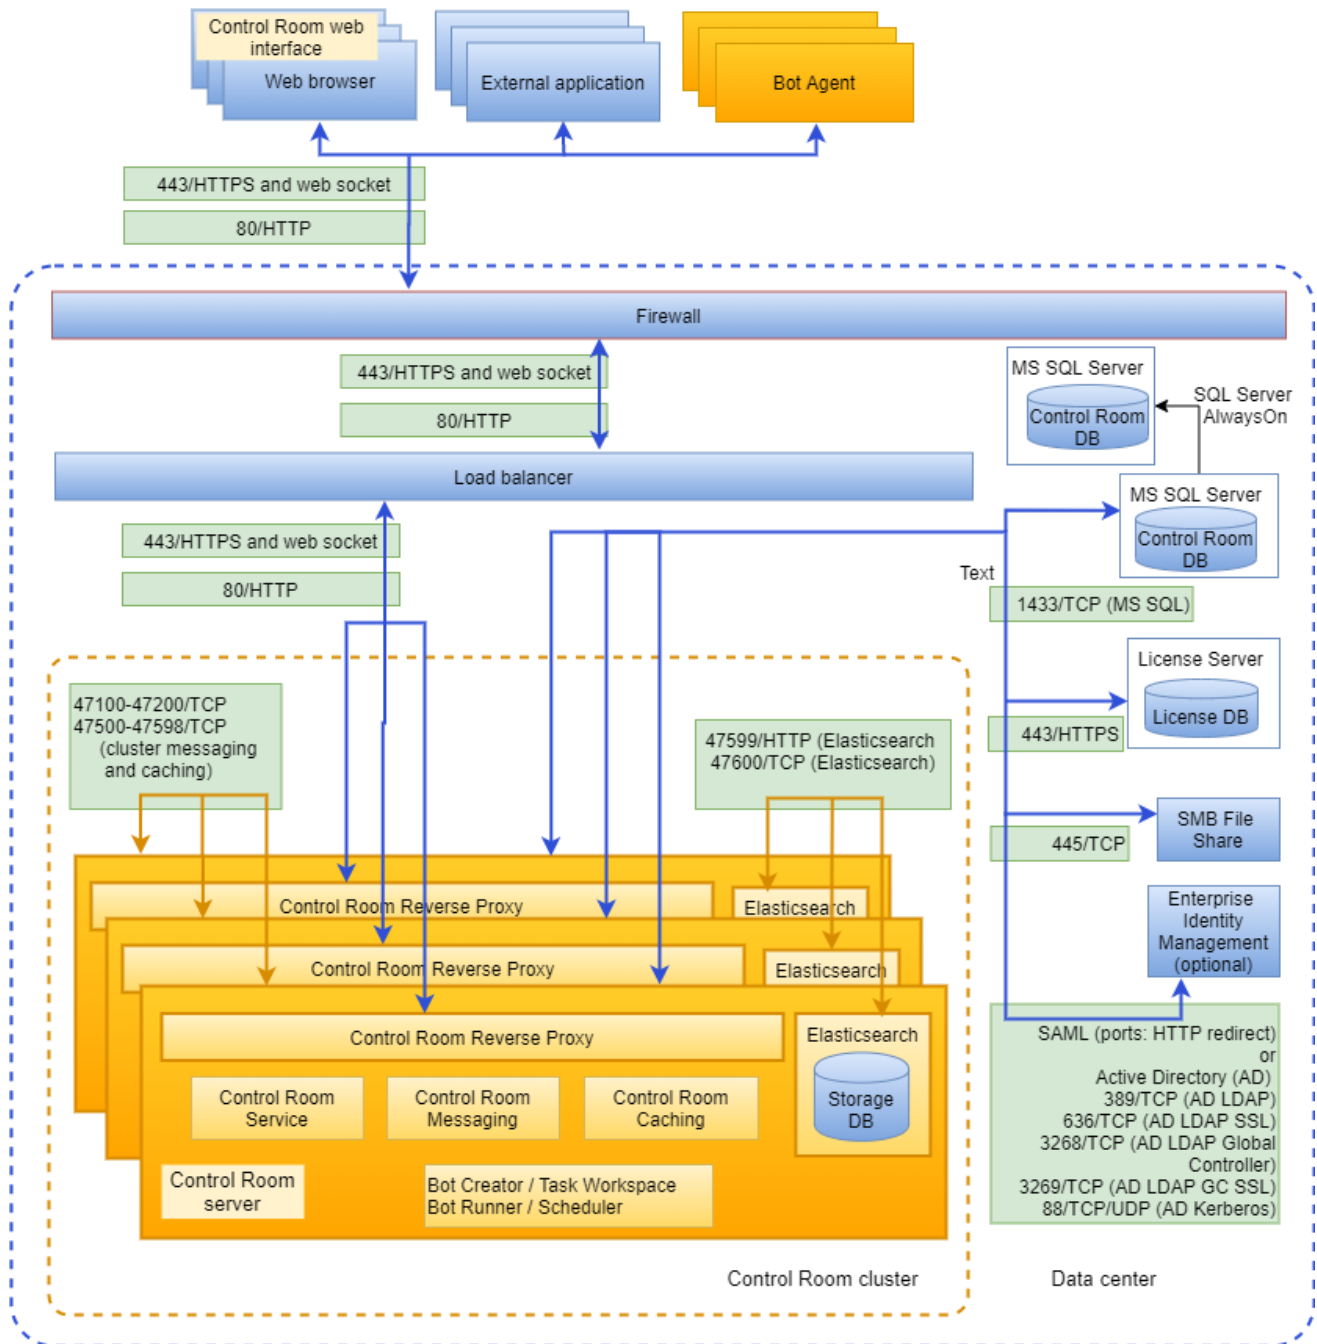 Control Room web
interface
Web browser
External application
Bot Agent
443/HTTPS and web socket
80/HTTP
Firewall
443/HTTPS and web socket
80/HTTP
MS SQL Server
Control Room
DB
SQL Server
AlwaysOn
Load balancer
MS SQL Server
Control Room
DB
443/HTTPS and web socket
80/HTTP
Text
1433/TCP (MS SQL)
License Server
License DB
443/HTTPS
47100-47200/TCP
47500-47598/TCP
(cluster messaging
and caching)
47599/HTTP (Elasticsearch
47600/TCP (Elasticsearch)
SMB File
Share
445/TCP
Enterprise
Identity
Management
(optional)
Control Room Reverse Proxy
Elasticsearch
Control Room Reverse Proxy
Elasticsearch
Control Room Reverse Proxy
Elasticsearch
Storage
DB
Control Room
Service
Control Room
Messaging
Control Room
Caching
Control Room
server
Bot Creator / Task Workspace
Bot Runner / Scheduler
SAML (ports: HTTP redirect)
or
Active Directory (AD)
389/TCP (AD LDAP)
636/TCP (AD LDAP SSL)
3268/TCP (AD LDAP Global
Controller)
3269/TCP (AD LDAP GC SSL)
88/TCP/UDP (AD Kerberos)
Control Room cluster
Data center